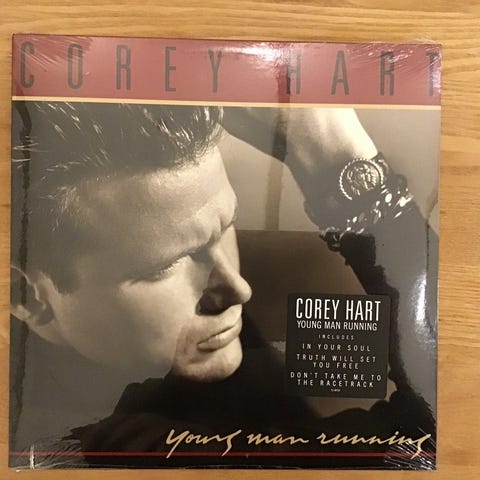 COREY HART
COREY HART
YOUNG MAN RUNNING
INCLUDES
IN YOUR SOUL
TRUTH WILL SET
YOU FREE
DON'T TAKE ME TO
THE RACETRACK
young man running